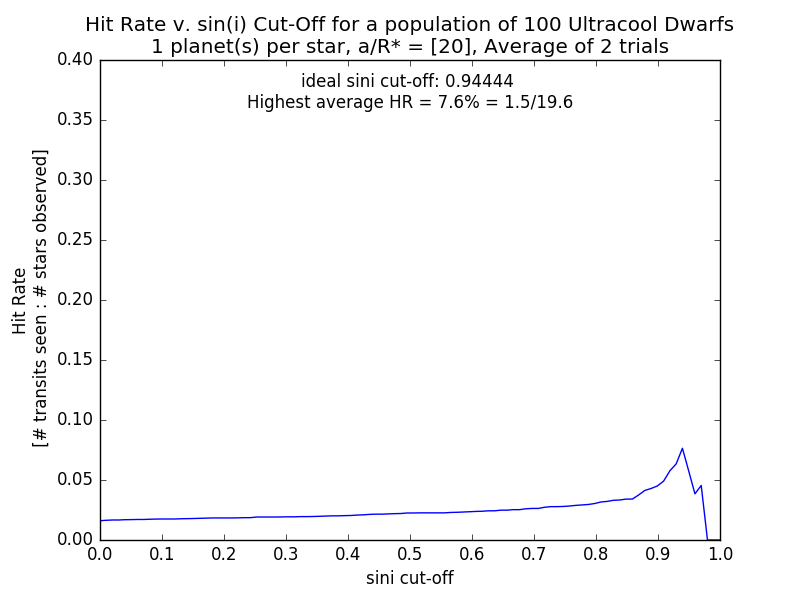 Hit Rate v. sin(i) Cut-Off for a population of 100 Ultracool Dwarfs
1 planet(s) per star, a/R* = [20], Average of 2 trials
ideal sini cut-off: 0.94444
Highest average HR = 7.6% = 1.5/19.6
0.40
0.35
0.30
0.25
0.20
0.15
0.10
0.05
0.00
Hit Rate
[# transits seen : # stars observed]
0.0 0.1 0.2 0.3 0.4 0.5 0.6 0.7 0.8 0.9 1.0
sini cut-off